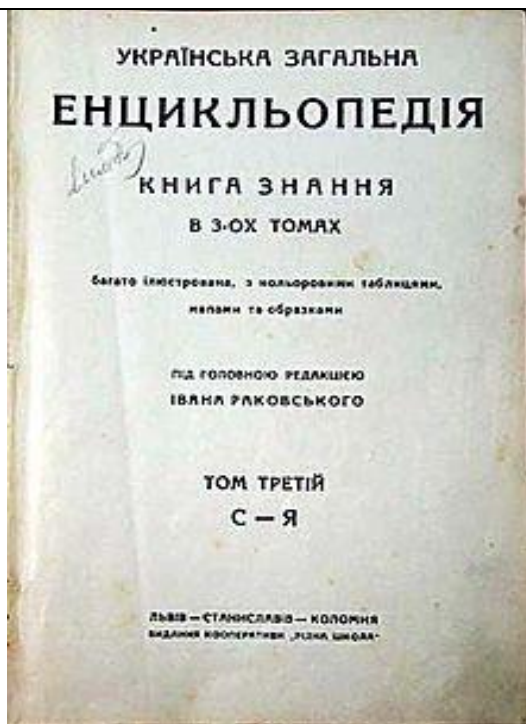 УКРАЇНСЬКА ЗАГАЛЬНА
ЕНЦИКЛЬОПЕДІЯ
КНИГА ЗНАННЯ
В 3-ОХ ТОМАХ
багато ілюстрована, з кольоровими таблицями,
мапами та образками
ПІД ГОЛОВНОЮ РЕДАКЦІЄЮ
ІВАНА РАКОВСЬКОГО
ТОМ ТРЕТІЙ
С — Я
ЛЬВІВ — СТАНИСЛАВІВ — КОЛОМИЯ
ВИДАННЯ КООПЕРАТИВИ „РІДНА ШКОЛА"